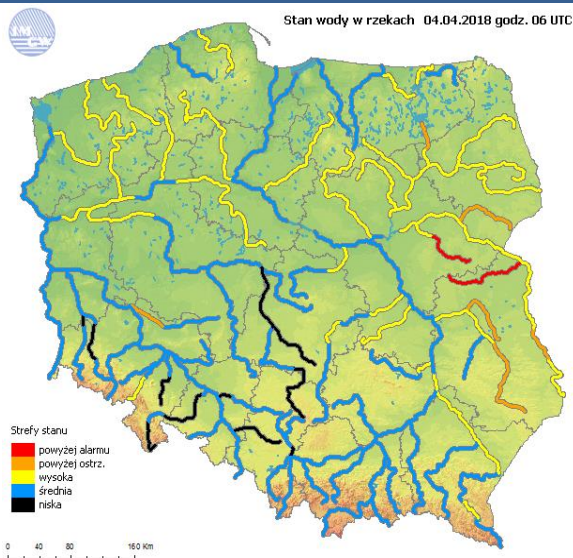 Stan wody w rzekach 04.04.2018 godz. 06 UTC
Strefy stanu
powyżej alarmu
powyżej ostrz.
wysoka
średnia
niska
0 40 80 160 Km